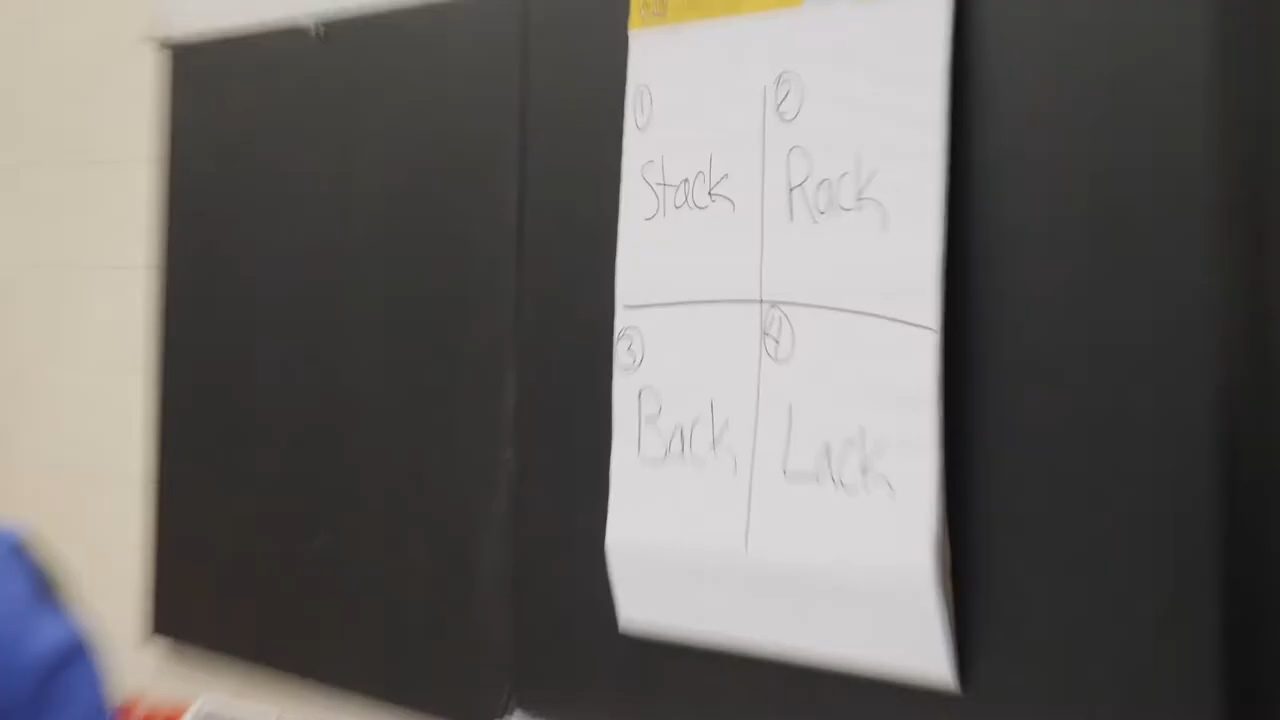 ① ②
Stack Rack
③ ④
Back Lack